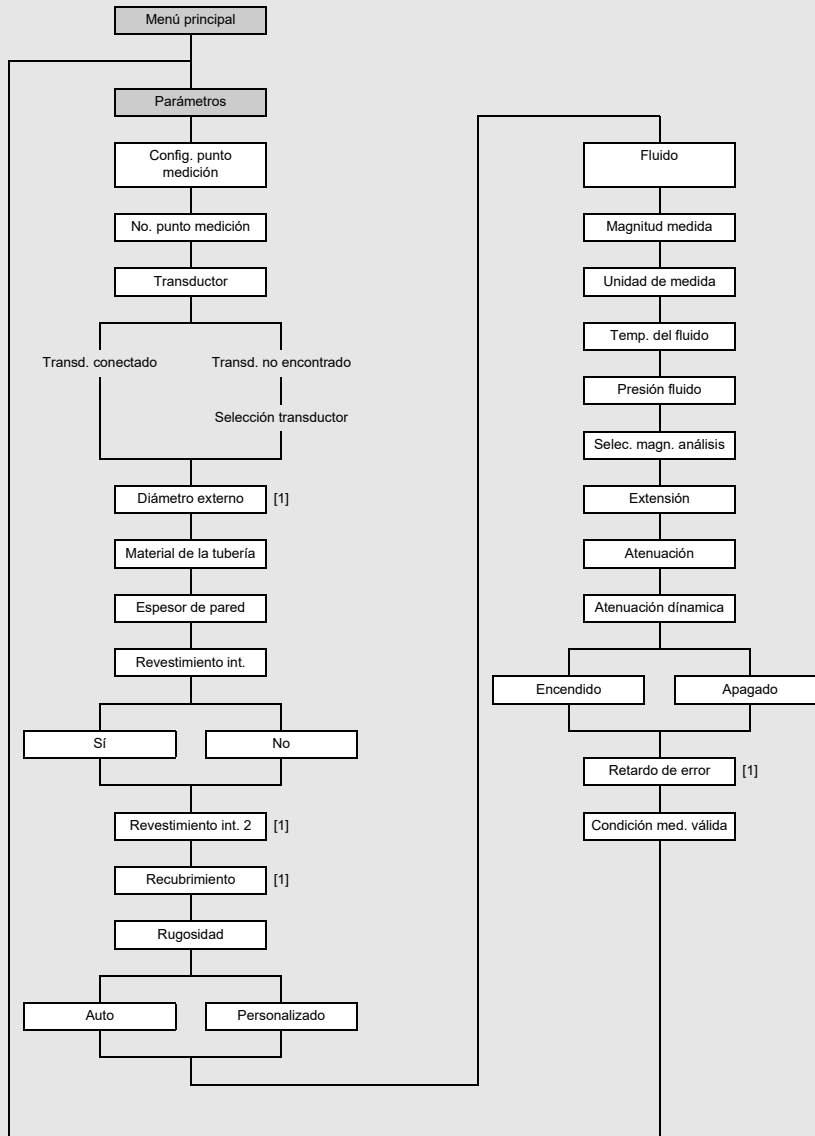 Menú principal
Parámetros
Config. punto
medición
No. punto medición
Transductor
Transd. conectado
Transd. no encontrado
Selección transductor
Diámetro externo [1]
Material de la tubería
Espesor de pared
Revestimiento int.
Sí
No
Revestimiento int. 2 [1]
Recubrimiento [1]
Rugosidad
Auto
Personalizado
Fluido
Magnitud medida
Unidad de medida
Temp. del fluido
Presión fluido
Selec. magn. análisis
Extensión
Atenuación
Atenuación dínamica
Encendido
Apagado
Retardo de error [1]
Condición med. válida